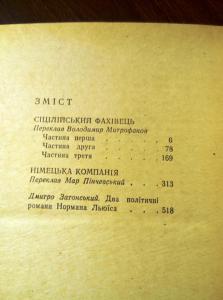 ЗМІСТ
СІЦІЛІЙСЬКИЙ ФАХІВЕЦЬ
Переклав Володимир Митрофанов
Частина перша . . . . . 6
Частина друга . . . . . 78
Частина третя . . . . . 169
НІМЕЦЬКА КОМПАНІЯ
Переклав Мар Пінчевський . . . . 313
Дмитро Затонський. Два політичні
романи Нормана Льюїса . . . . 518